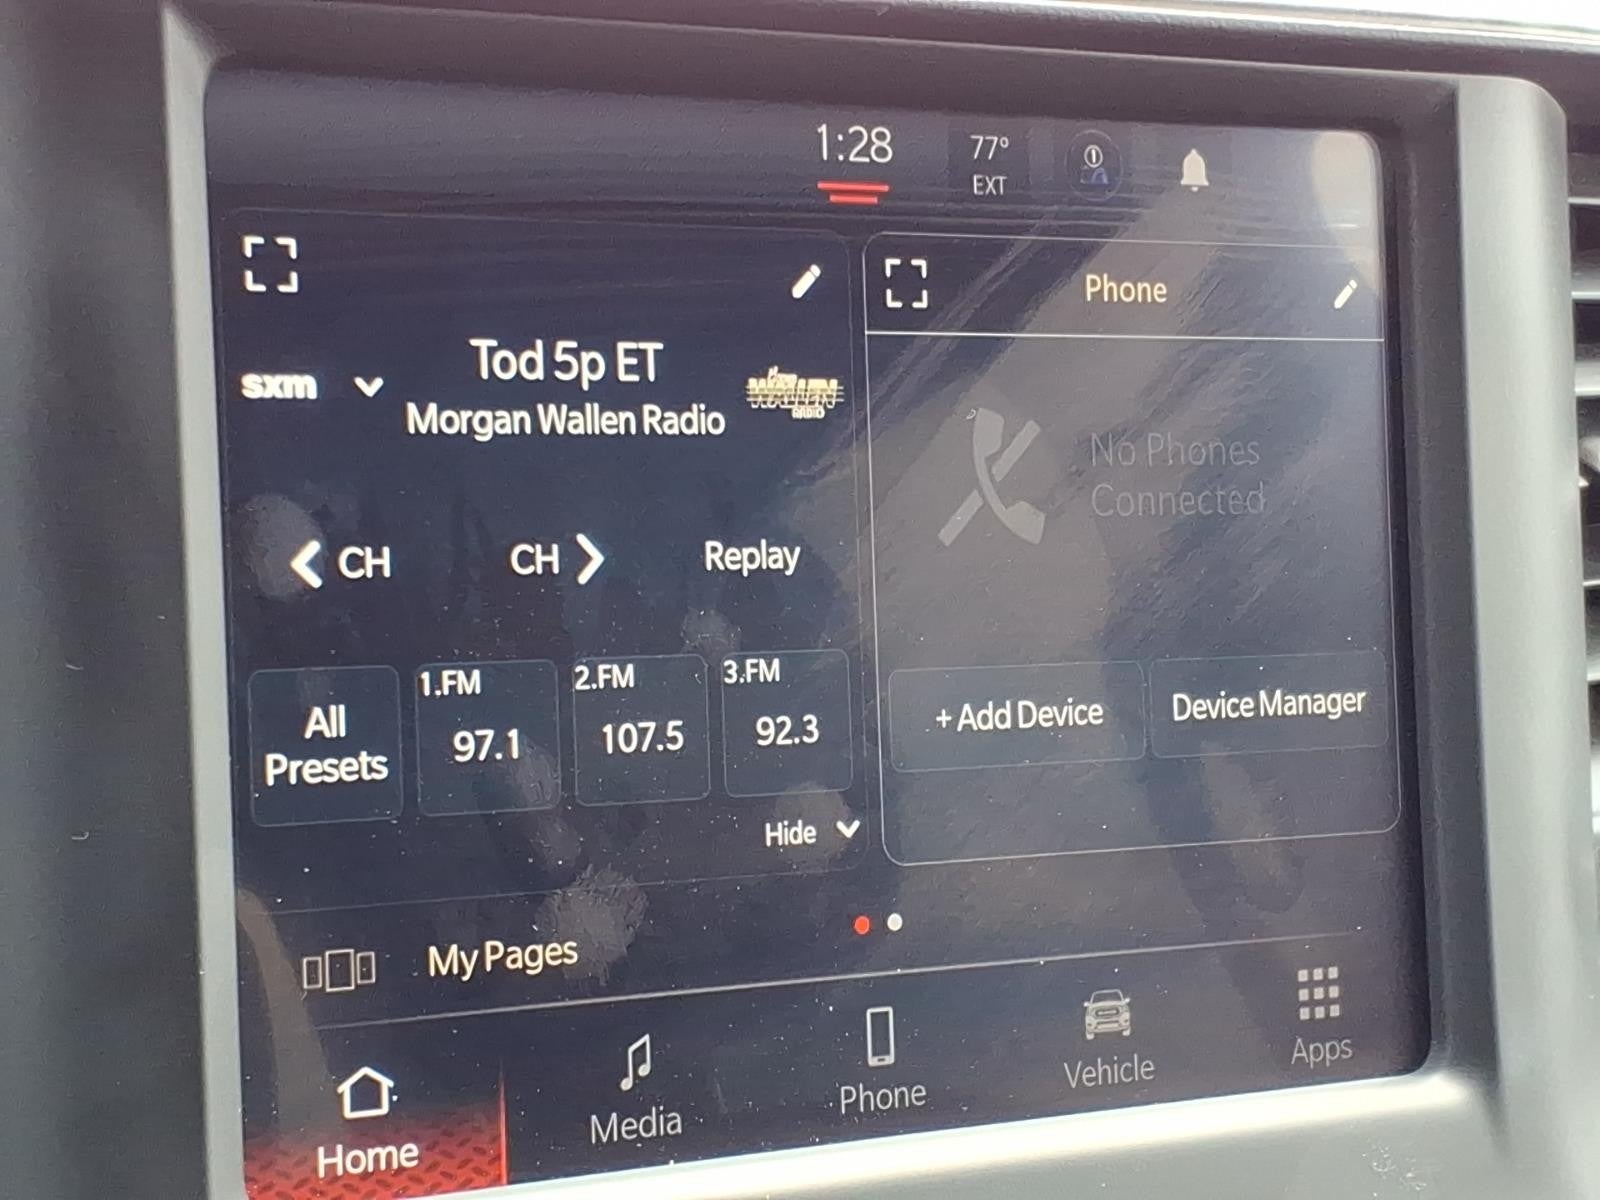 1:28
77°
EXT
Phone
Tod 5p ET
sxm
Morgan Wallen Radio
WALLEN
RADIO
No Phones
Connected
CH
CH
Replay
All
Presets
1.FM
97.1
2.FM
107.5
3.FM
92.3
+ Add Device
Device Manager
Hide
My Pages
Home
Media
Phone
Vehicle
Apps